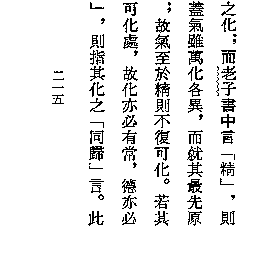 之化；而老子書中言「精」，則
蓋氣雖萬化各異，而就其最先原
；故氣至於精則不復可化。若其
可化處，故化亦必有常，德亦必
」，則指其化之「同歸」言。此
二一五